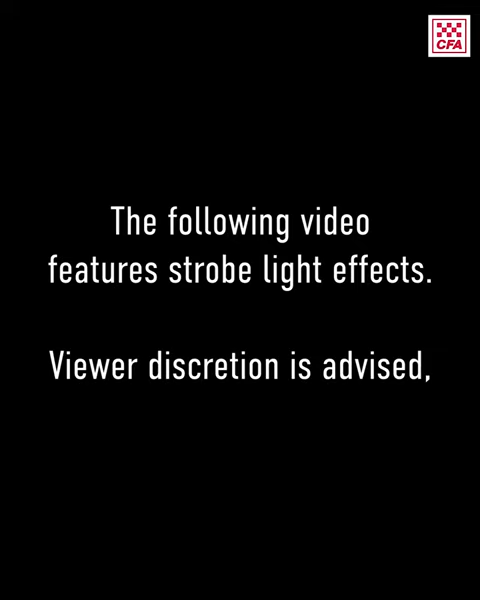 CFA
The following video
features strobe light effects.
Viewer discretion is advised,